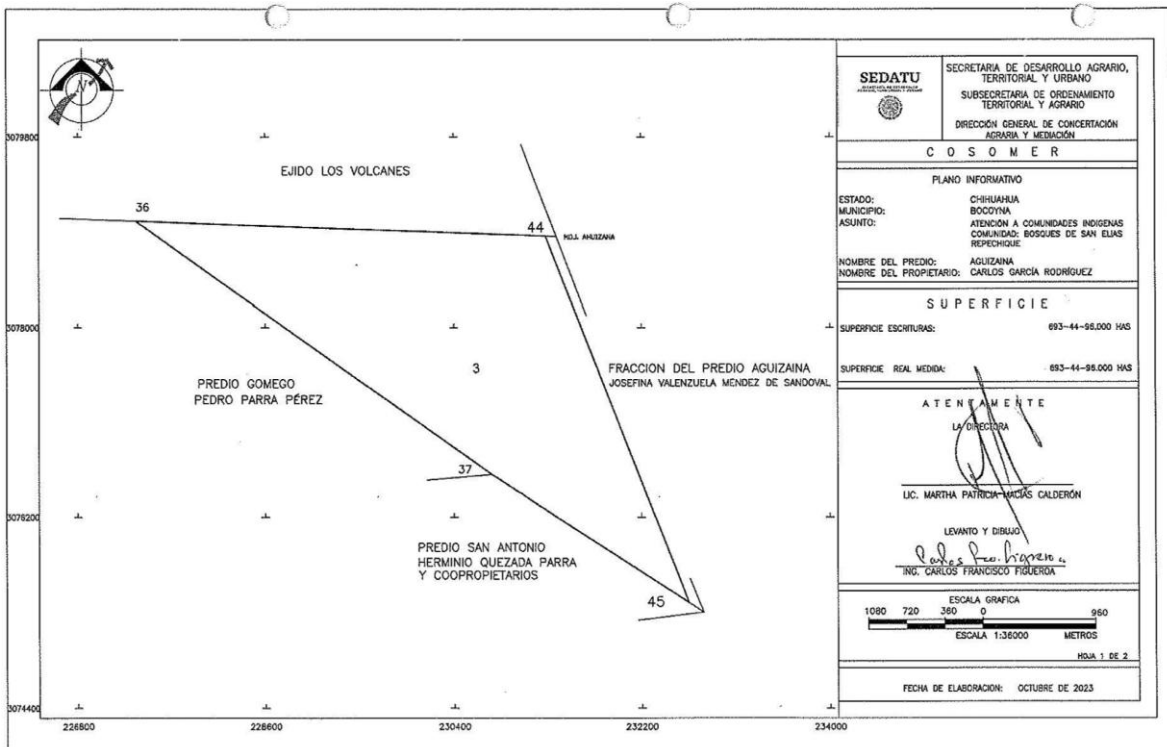 N
3079800
3078000
3076200
3074400
226800
228600
230400
232200
234000
EJIDO LOS VOLCANES
36
44
MOJ. AHUIZANA
3
PREDIO GOMEGO
PEDRO PARRA PÉREZ
FRACCION DEL PREDIO AGUIZAINA
JOSEFINA VALENZUELA MENDEZ DE SANDOVAL
37
PREDIO SAN ANTONIO
HERMINIO QUEZADA PARRA
Y COOPROPIETARIOS
45
SEDATU
SECRETARIA DE DESARROLLO AGRARIO,
TERRITORIAL Y URBANO
SUBSECRETARIA DE ORDENAMIENTO
TERRITORIAL Y AGRARIO
DIRECCIÓN GENERAL DE CONCERTACIÓN
AGRARIA Y MEDIACIÓN
C O S O M E R
PLANO INFORMATIVO
ESTADO: CHIHUAHUA
MUNICIPIO: BOCOYNA
ASUNTO: ATENCIÓN A COMUNIDADES INDIGENAS
COMUNIDAD: BOSQUES DE SAN ELIAS
REPECHIQUE
NOMBRE DEL PREDIO: AGUIZAINA
NOMBRE DEL PROPIETARIO: CARLOS GARCÍA RODRÍGUEZ
S U P E R F I C I E
SUPERFICIE ESCRITURAS: 693-44-96.000 HAS
SUPERFICIE REAL MEDIDA: 693-44-96.000 HAS
A T E N T A M E N T E
LA DIRECTORA
LIC. MARTHA PATRICIA MACIAS CALDERÓN
LEVANTO Y DIBUJO
Carlos Fco. Figueroa
ING. CARLOS FRANCISCO FIGUEROA
ESCALA GRAFICA
1080 720 360 0 960
ESCALA 1:36000 METROS
HOJA 1 DE 2
FECHA DE ELABORACION: OCTUBRE DE 2023